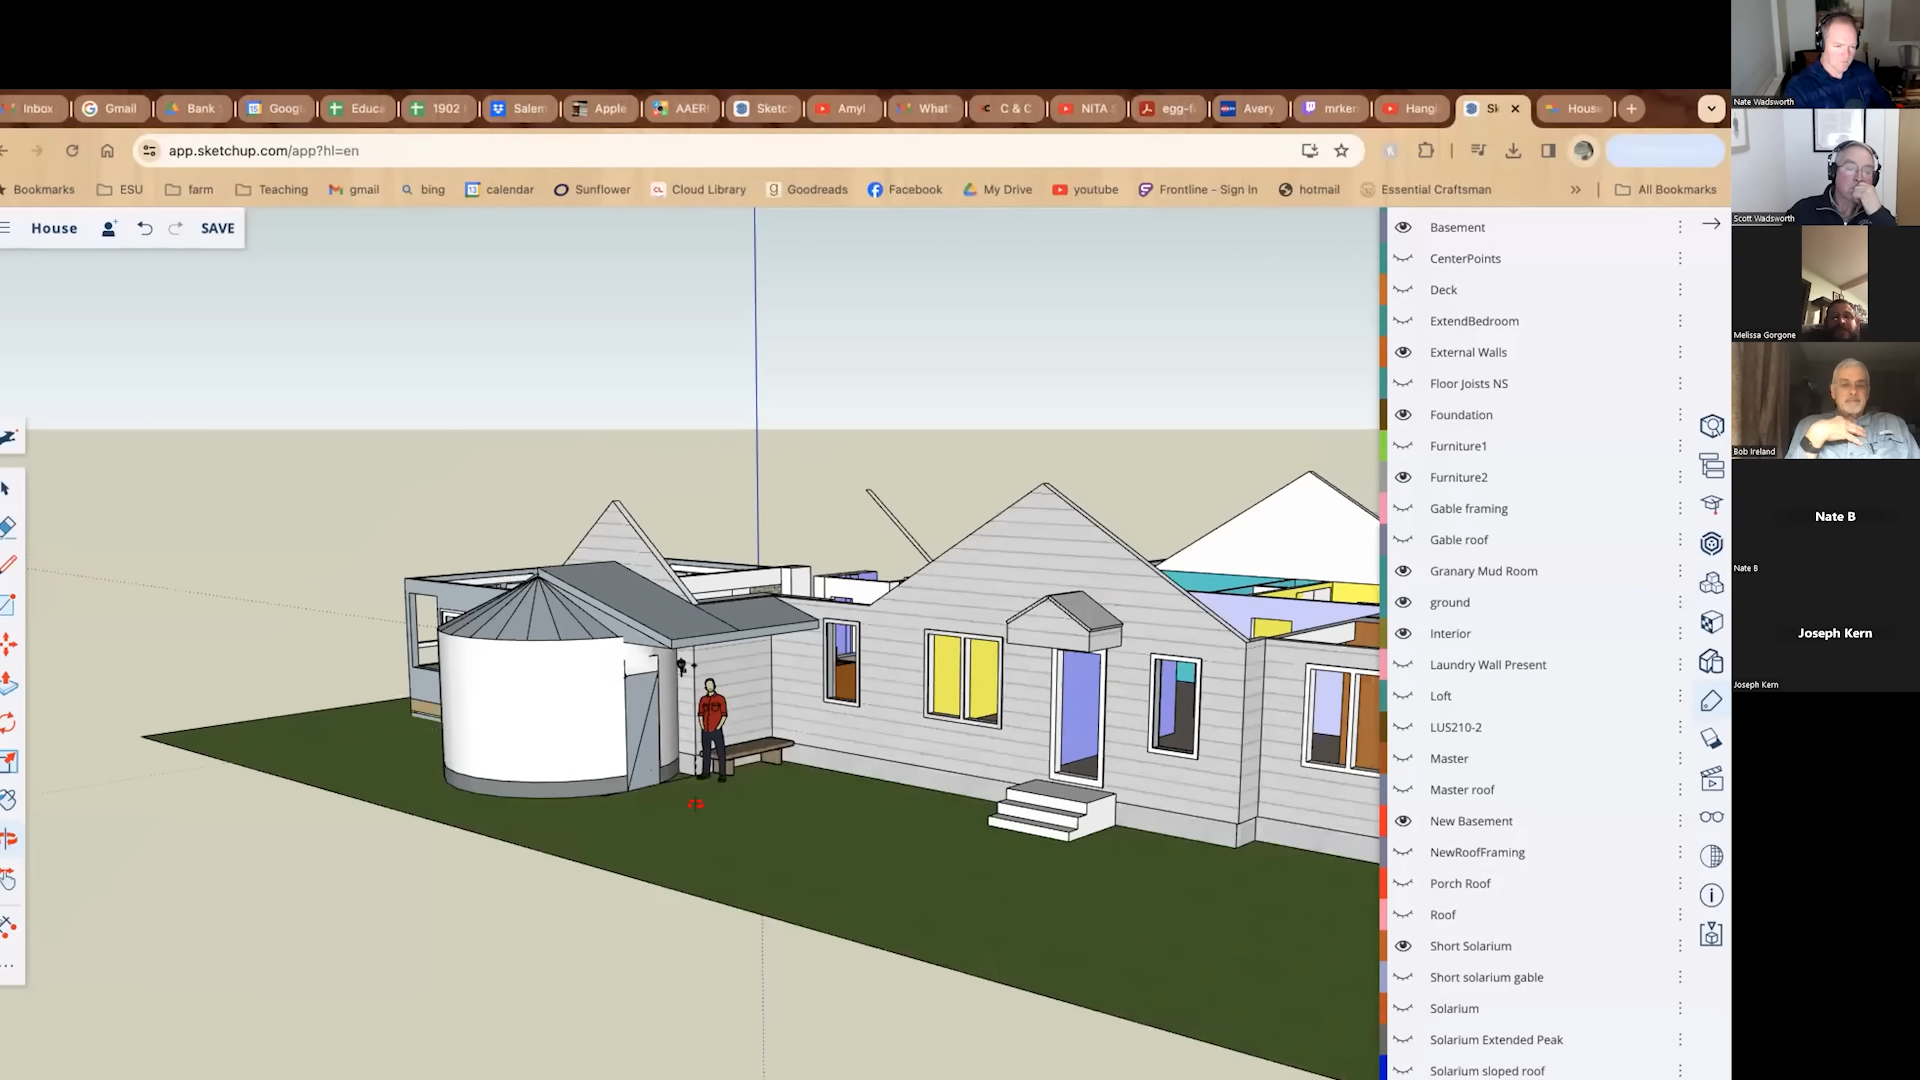 Inbox
Gmail
Bank
Goog
Educa
1902
Salem
Apple
AAER
Sketc
Amyl
What'
C & C
NITA S
egg-f
Avery
mrker
Hangi
Sk
House
app.sketchup.com/app?hl=en
Bookmarks
ESU
farm
Teaching
gmail
bing
calendar
Sunflower
Cloud Library
Goodreads
Facebook
My Drive
youtube
Frontline - Sign In
hotmail
Essential Craftsman
All Bookmarks
House
SAVE
Basement
CenterPoints
Deck
ExtendBedroom
External Walls
Floor Joists NS
Foundation
Furniture1
Furniture2
Gable framing
Gable roof
Granary Mud Room
ground
Interior
Laundry Wall Present
Loft
LUS210-2
Master
Master roof
New Basement
NewRoofFraming
Porch Roof
Roof
Short Solarium
Short solarium gable
Solarium
Solarium Extended Peak
Solarium sloped roof
Nate Wadsworth
Scott Wadsworth
Melissa Gorgone
Bob Ireland
Nate B
Nate B
Joseph Kern
Joseph Kern